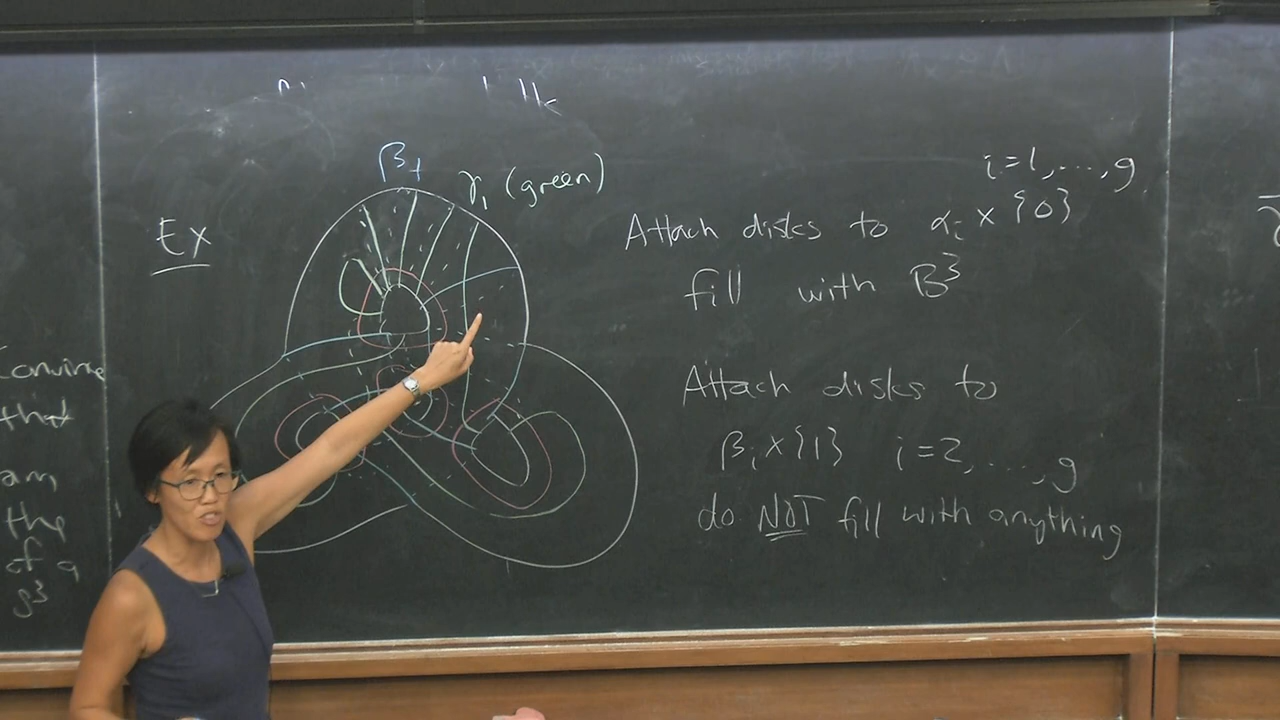 β₁
γ₁ (green)
Ex
i=1,...,g
Attach disks to αᵢ × {0}
fill with B³
Attach disks to
βᵢ×{1} i=2,...,g
do NOT fill with anything
Convince
that
am
the
of a
S³